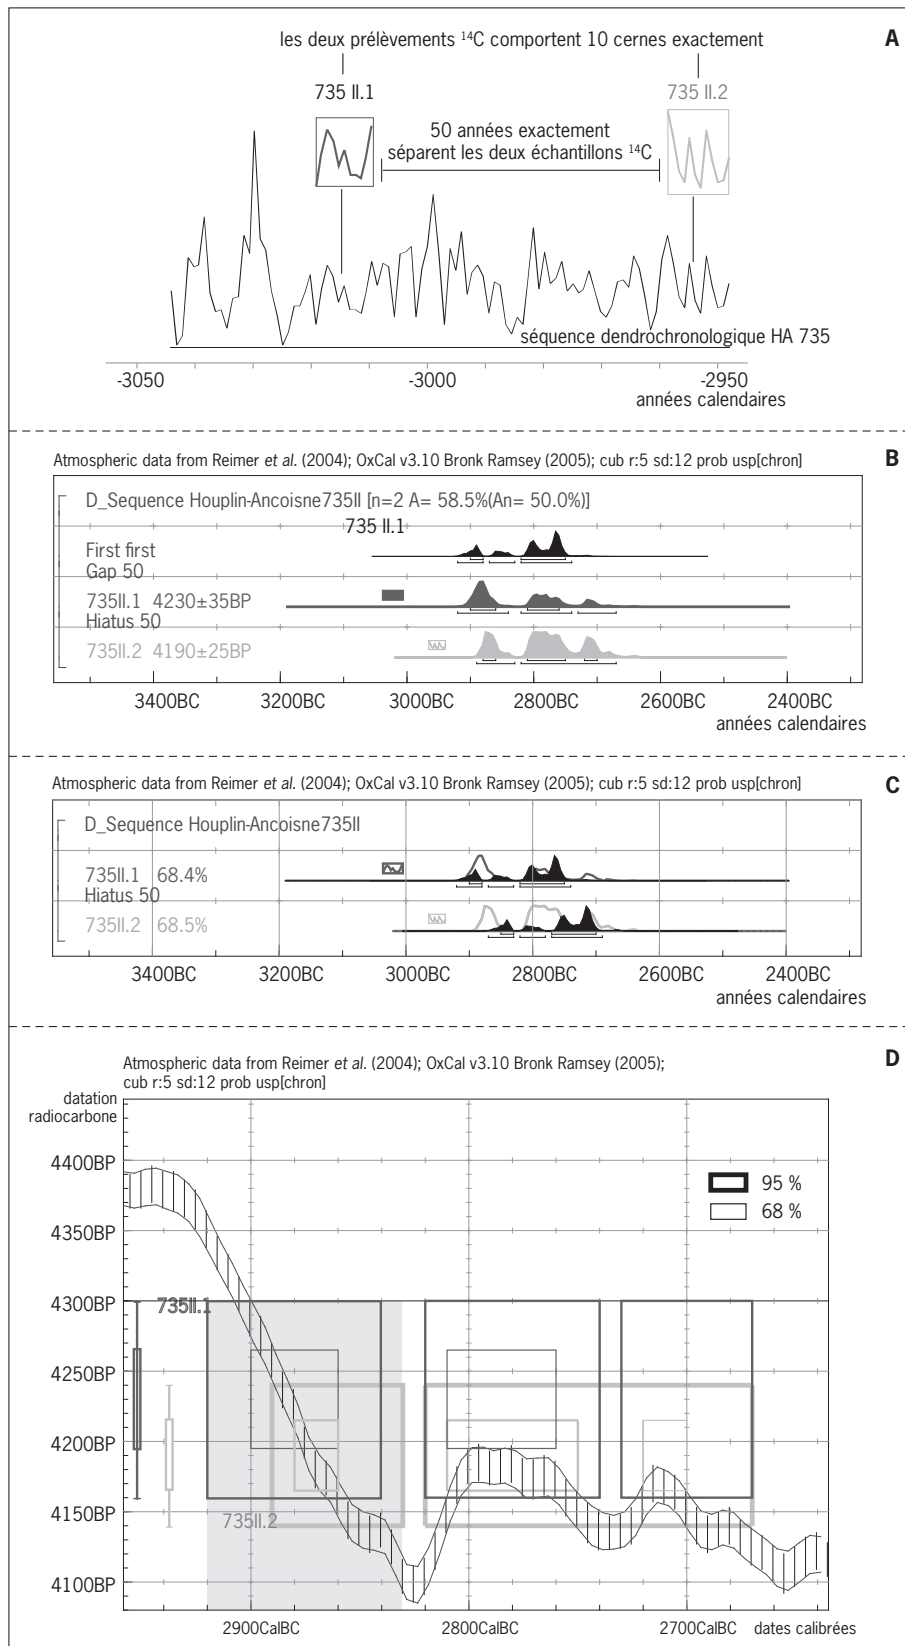 A
les deux prélèvements ¹⁴C comportent 10 cernes exactement
735 II.1
735 II.2
50 années exactement
séparent les deux échantillons ¹⁴C
séquence dendrochronologique HA 735
-3050 -3000 -2950
années calendaires
B
Atmospheric data from Reimer et al. (2004); OxCal v3.10 Bronk Ramsey (2005); cub r:5 sd:12 prob usp[chron]
D_Sequence Houplin-Ancoisne735II [n=2 A= 58.5%(An= 50.0%)]
735 II.1
First first
Gap 50
735II.1 4230±35BP
Hiatus 50
735II.2 4190±25BP
3400BC 3200BC 3000BC 2800BC 2600BC 2400BC
années calendaires
C
Atmospheric data from Reimer et al. (2004); OxCal v3.10 Bronk Ramsey (2005); cub r:5 sd:12 prob usp[chron]
D_Sequence Houplin-Ancoisne735II
735II.1 68.4%
Hiatus 50
735II.2 68.5%
3400BC 3200BC 3000BC 2800BC 2600BC 2400BC
années calendaires
D
Atmospheric data from Reimer et al. (2004); OxCal v3.10 Bronk Ramsey (2005);
cub r:5 sd:12 prob usp[chron]
datation
radiocarbone
4400BP
95 %
68 %
4350BP
4300BP
735II.1
4250BP
4200BP
4150BP
735II.2
4100BP
2900CalBC 2800CalBC 2700CalBC dates calibrées